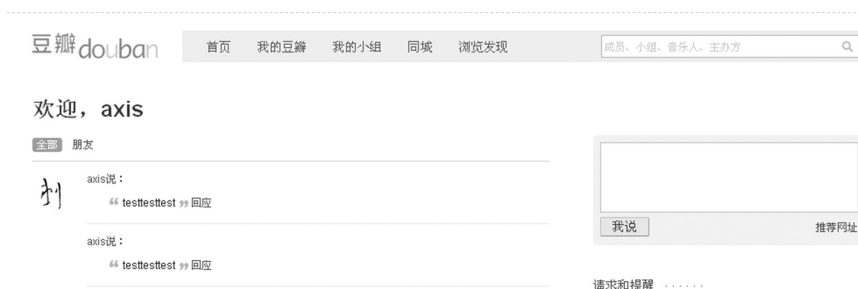 豆瓣douban 首页 我的豆瓣 我的小组 同城 浏览发现 成员、小组、音乐人、主办方
欢迎，axis
全部 朋友
axis说：
“ testtesttest ” 回应
我说 推荐网址
axis说：
“ testtesttest ” 回应
请求和提醒 · · · · · ·